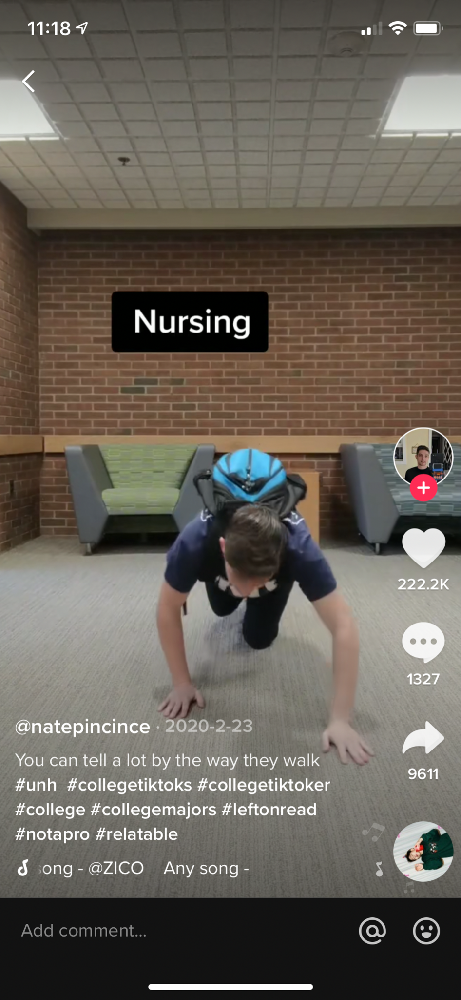 11:18
Nursing
222.2K
1327
@natepincince · 2020-2-23
You can tell a lot by the way they walk
#unh #collegetiktoks #collegetiktoker
#college #collegemajors #leftonread
#notapro #relatable
9611
song - @ZICO Any song -
Add comment...